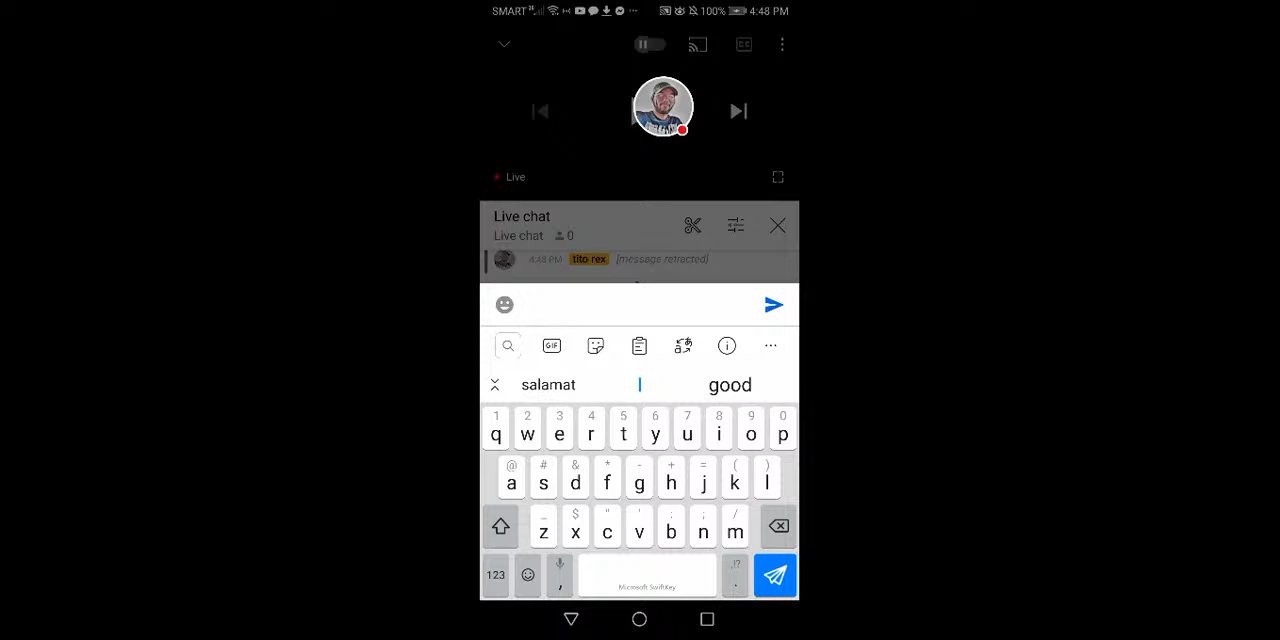 SMART 100% 4:48 PM
CC
Live
Live chat
Live chat 0
4:48 PM tito rex [message retracted]
GIF
salamat I good
1 2 3 4 5 6 7 8 9 0
q w e r t y u i o p
@ # & * - + = ( )
a s d f g h j k l
_ $ " ' : ; /
z x c v b n m
,!?
123 , Microsoft SwiftKey .